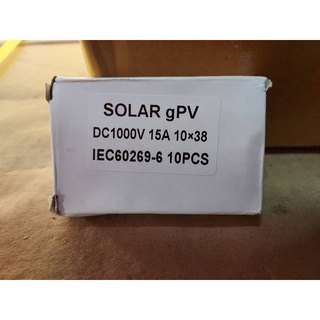 SOLAR gPV
DC1000V 15A 10×38
IEC60269-6 10PCS